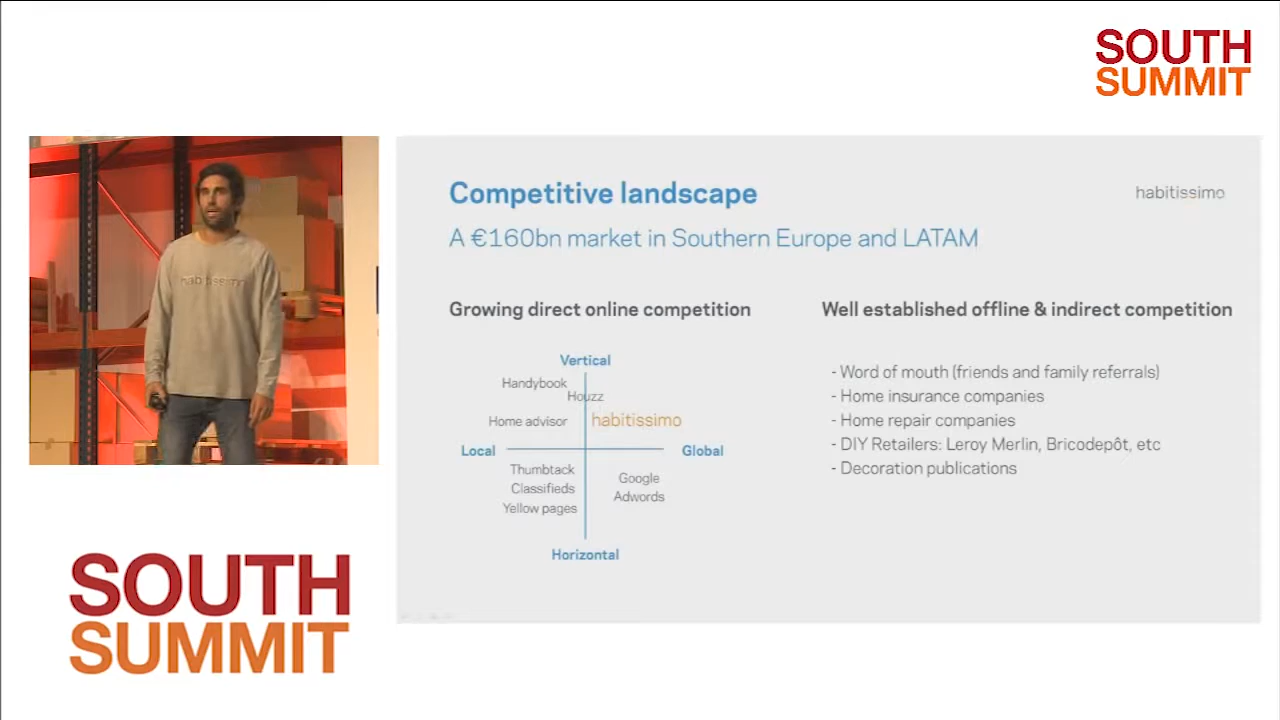 SOUTH
SUMMIT
habitissimo
Competitive landscape
habitissimo
A €160bn market in Southern Europe and LATAM
Growing direct online competition
Vertical
Handybook
Houzz
Home advisor
habitissimo
Local
Global
Thumbtack
Classifieds
Yellow pages
Google
Adwords
Horizontal
Well established offline & indirect competition
- Word of mouth (friends and family referrals)
- Home insurance companies
- Home repair companies
- DIY Retailers: Leroy Merlin, Bricodepôt, etc
- Decoration publications
SOUTH
SUMMIT